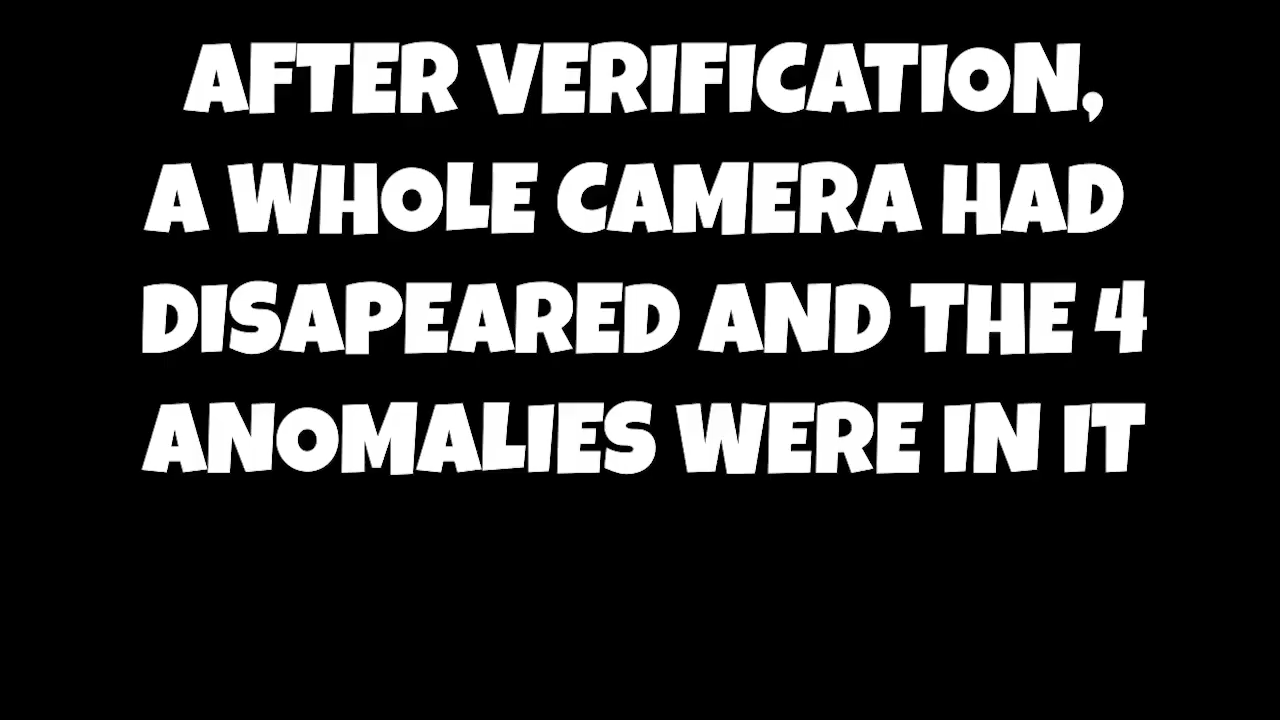 AFTER VERIFICATION,
A WHOLE CAMERA HAD
DISAPEARED AND THE 4
ANOMALIES WERE IN IT